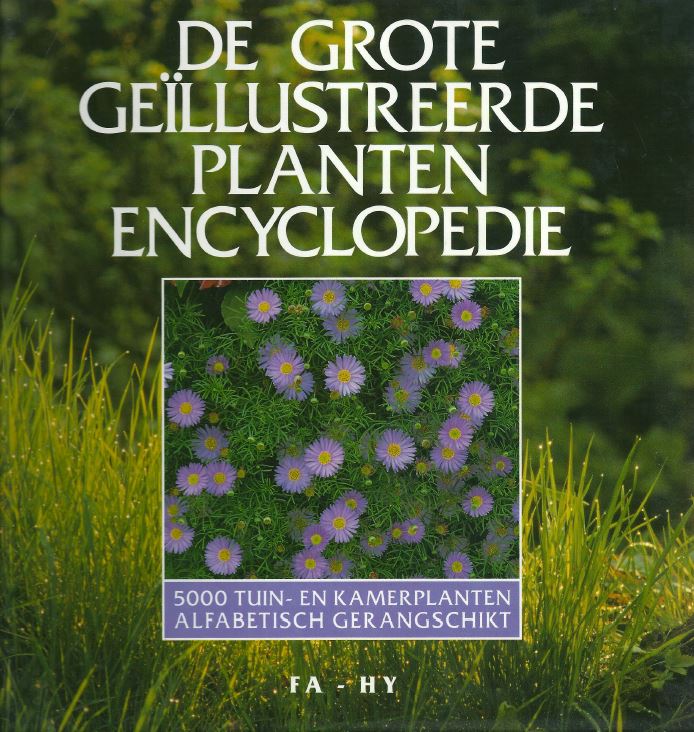 DE GROTE
GEÏLLUSTREERDE
PLANTEN
ENCYCLOPEDIE
5000 TUIN- EN KAMERPLANTEN
ALFABETISCH GERANGSCHIKT
FA - HY